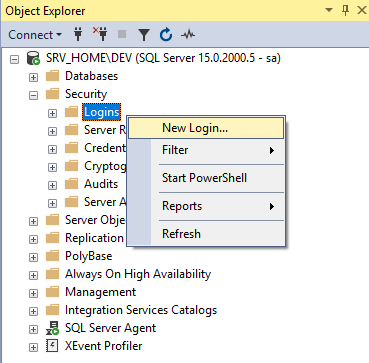 Object Explorer
Connect
SRV_HOME\DEV (SQL Server 15.0.2000.5 - sa)
Databases
Security
Logins
New Login...
Server R
Filter
Credent
Cryptog
Start PowerShell
Audits
Server A
Reports
Server Obje
Replication
Refresh
PolyBase
Always On High Availability
Management
Integration Services Catalogs
SQL Server Agent
XEvent Profiler